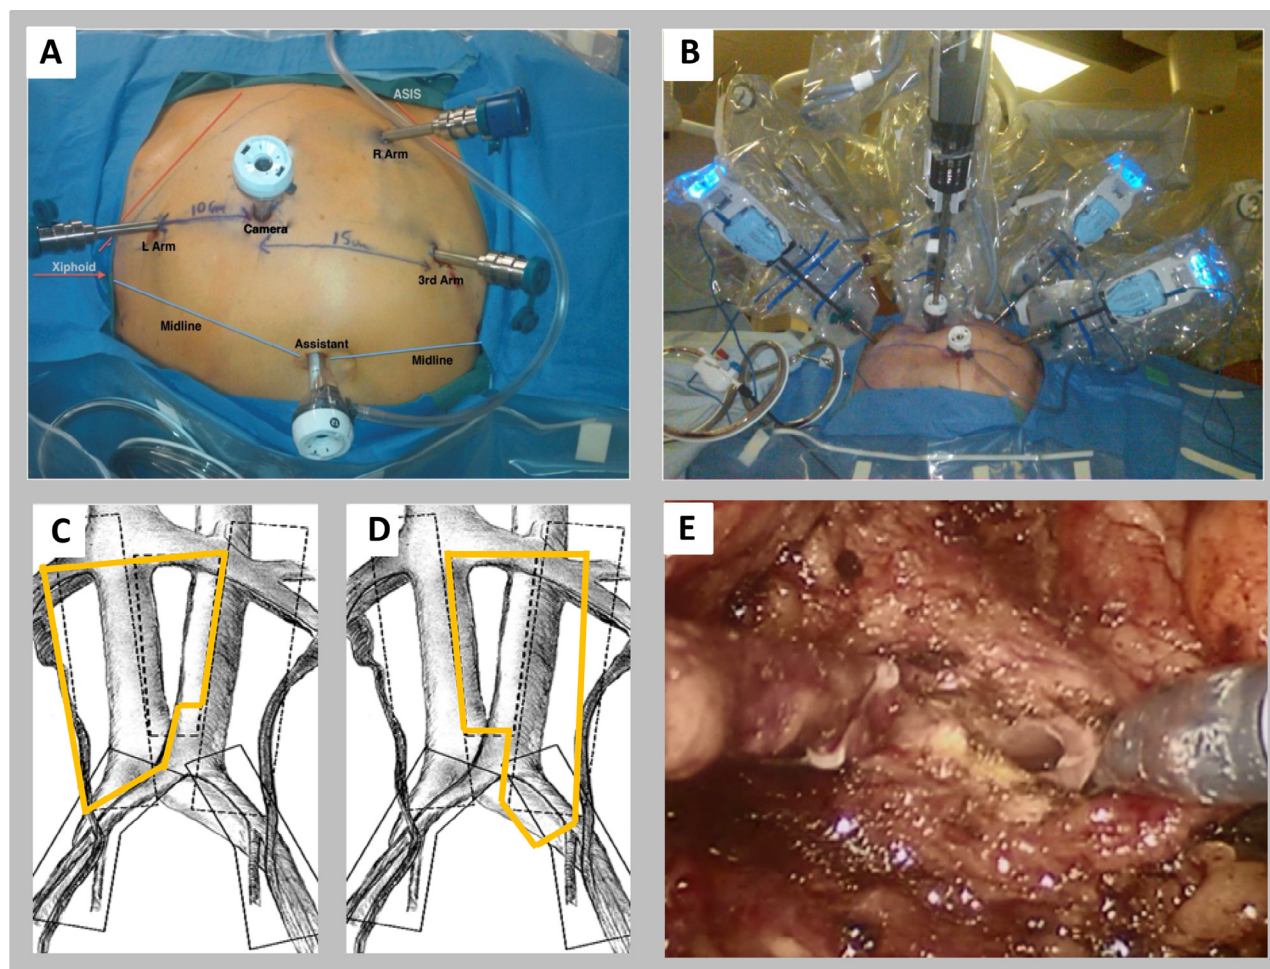 A
ASIS
R Arm
10cm
L Arm
Camera
15cm
Xiphoid
3rd Arm
Midline
Assistant
Midline
B
C
D
E